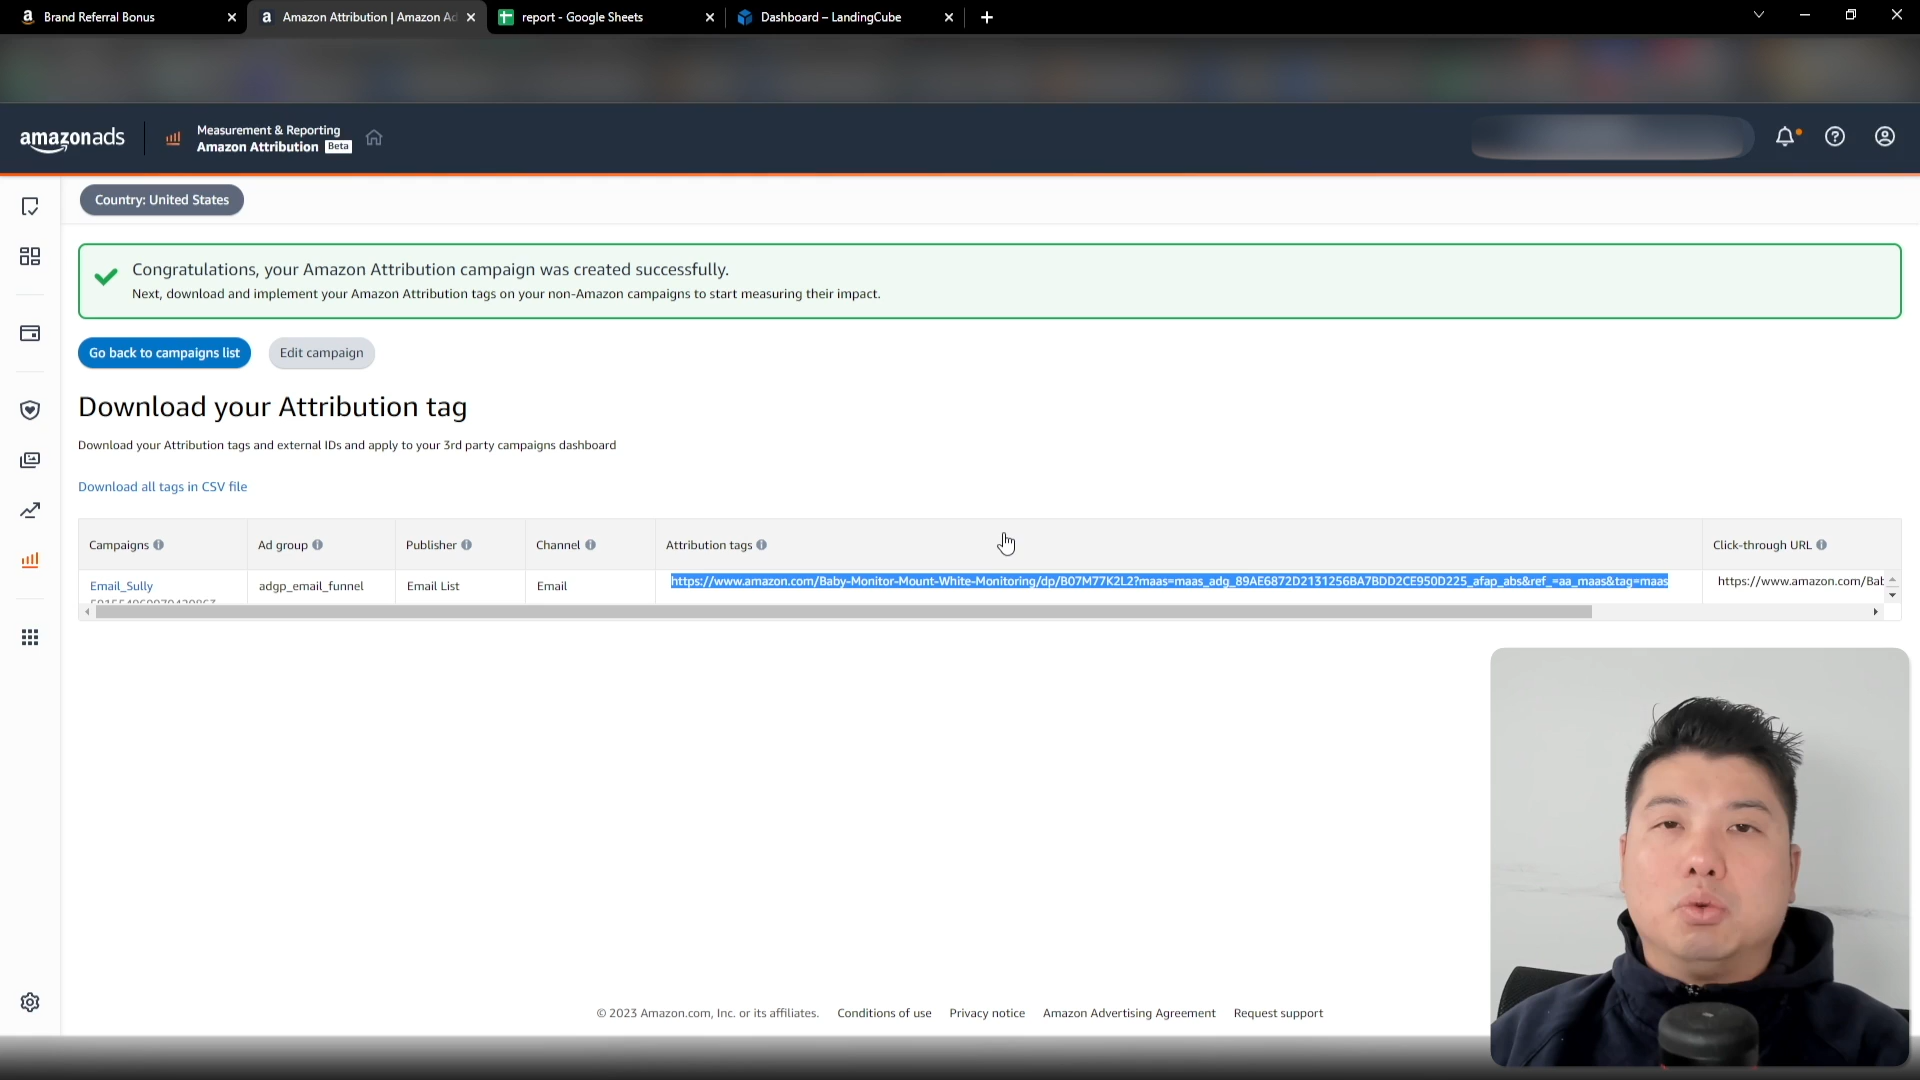 Brand Referral Bonus
Amazon Attribution | Amazon Ad
report - Google Sheets
Dashboard – LandingCube
amazonads
Measurement & Reporting
Amazon Attribution Beta
Country: United States
Congratulations, your Amazon Attribution campaign was created successfully.
Next, download and implement your Amazon Attribution tags on your non-Amazon campaigns to start measuring their impact.
Go back to campaigns list
Edit campaign
Download your Attribution tag
Download your Attribution tags and external IDs and apply to your 3rd party campaigns dashboard
Download all tags in CSV file
Campaigns
Ad group
Publisher
Channel
Attribution tags
Click-through URL
Email_Sully
adgp_email_funnel
Email List
Email
https://www.amazon.com/Baby-Monitor-Mount-White-Monitoring/dp/B07M77K2L2?maas=maas_adg_89AE6872D2131256BA7BDD2CE950D225_afap_abs&ref_=aa_maas&tag=maas
https://www.amazon.com/Bab
© 2023 Amazon.com, Inc. or its affiliates.
Conditions of use
Privacy notice
Amazon Advertising Agreement
Request support